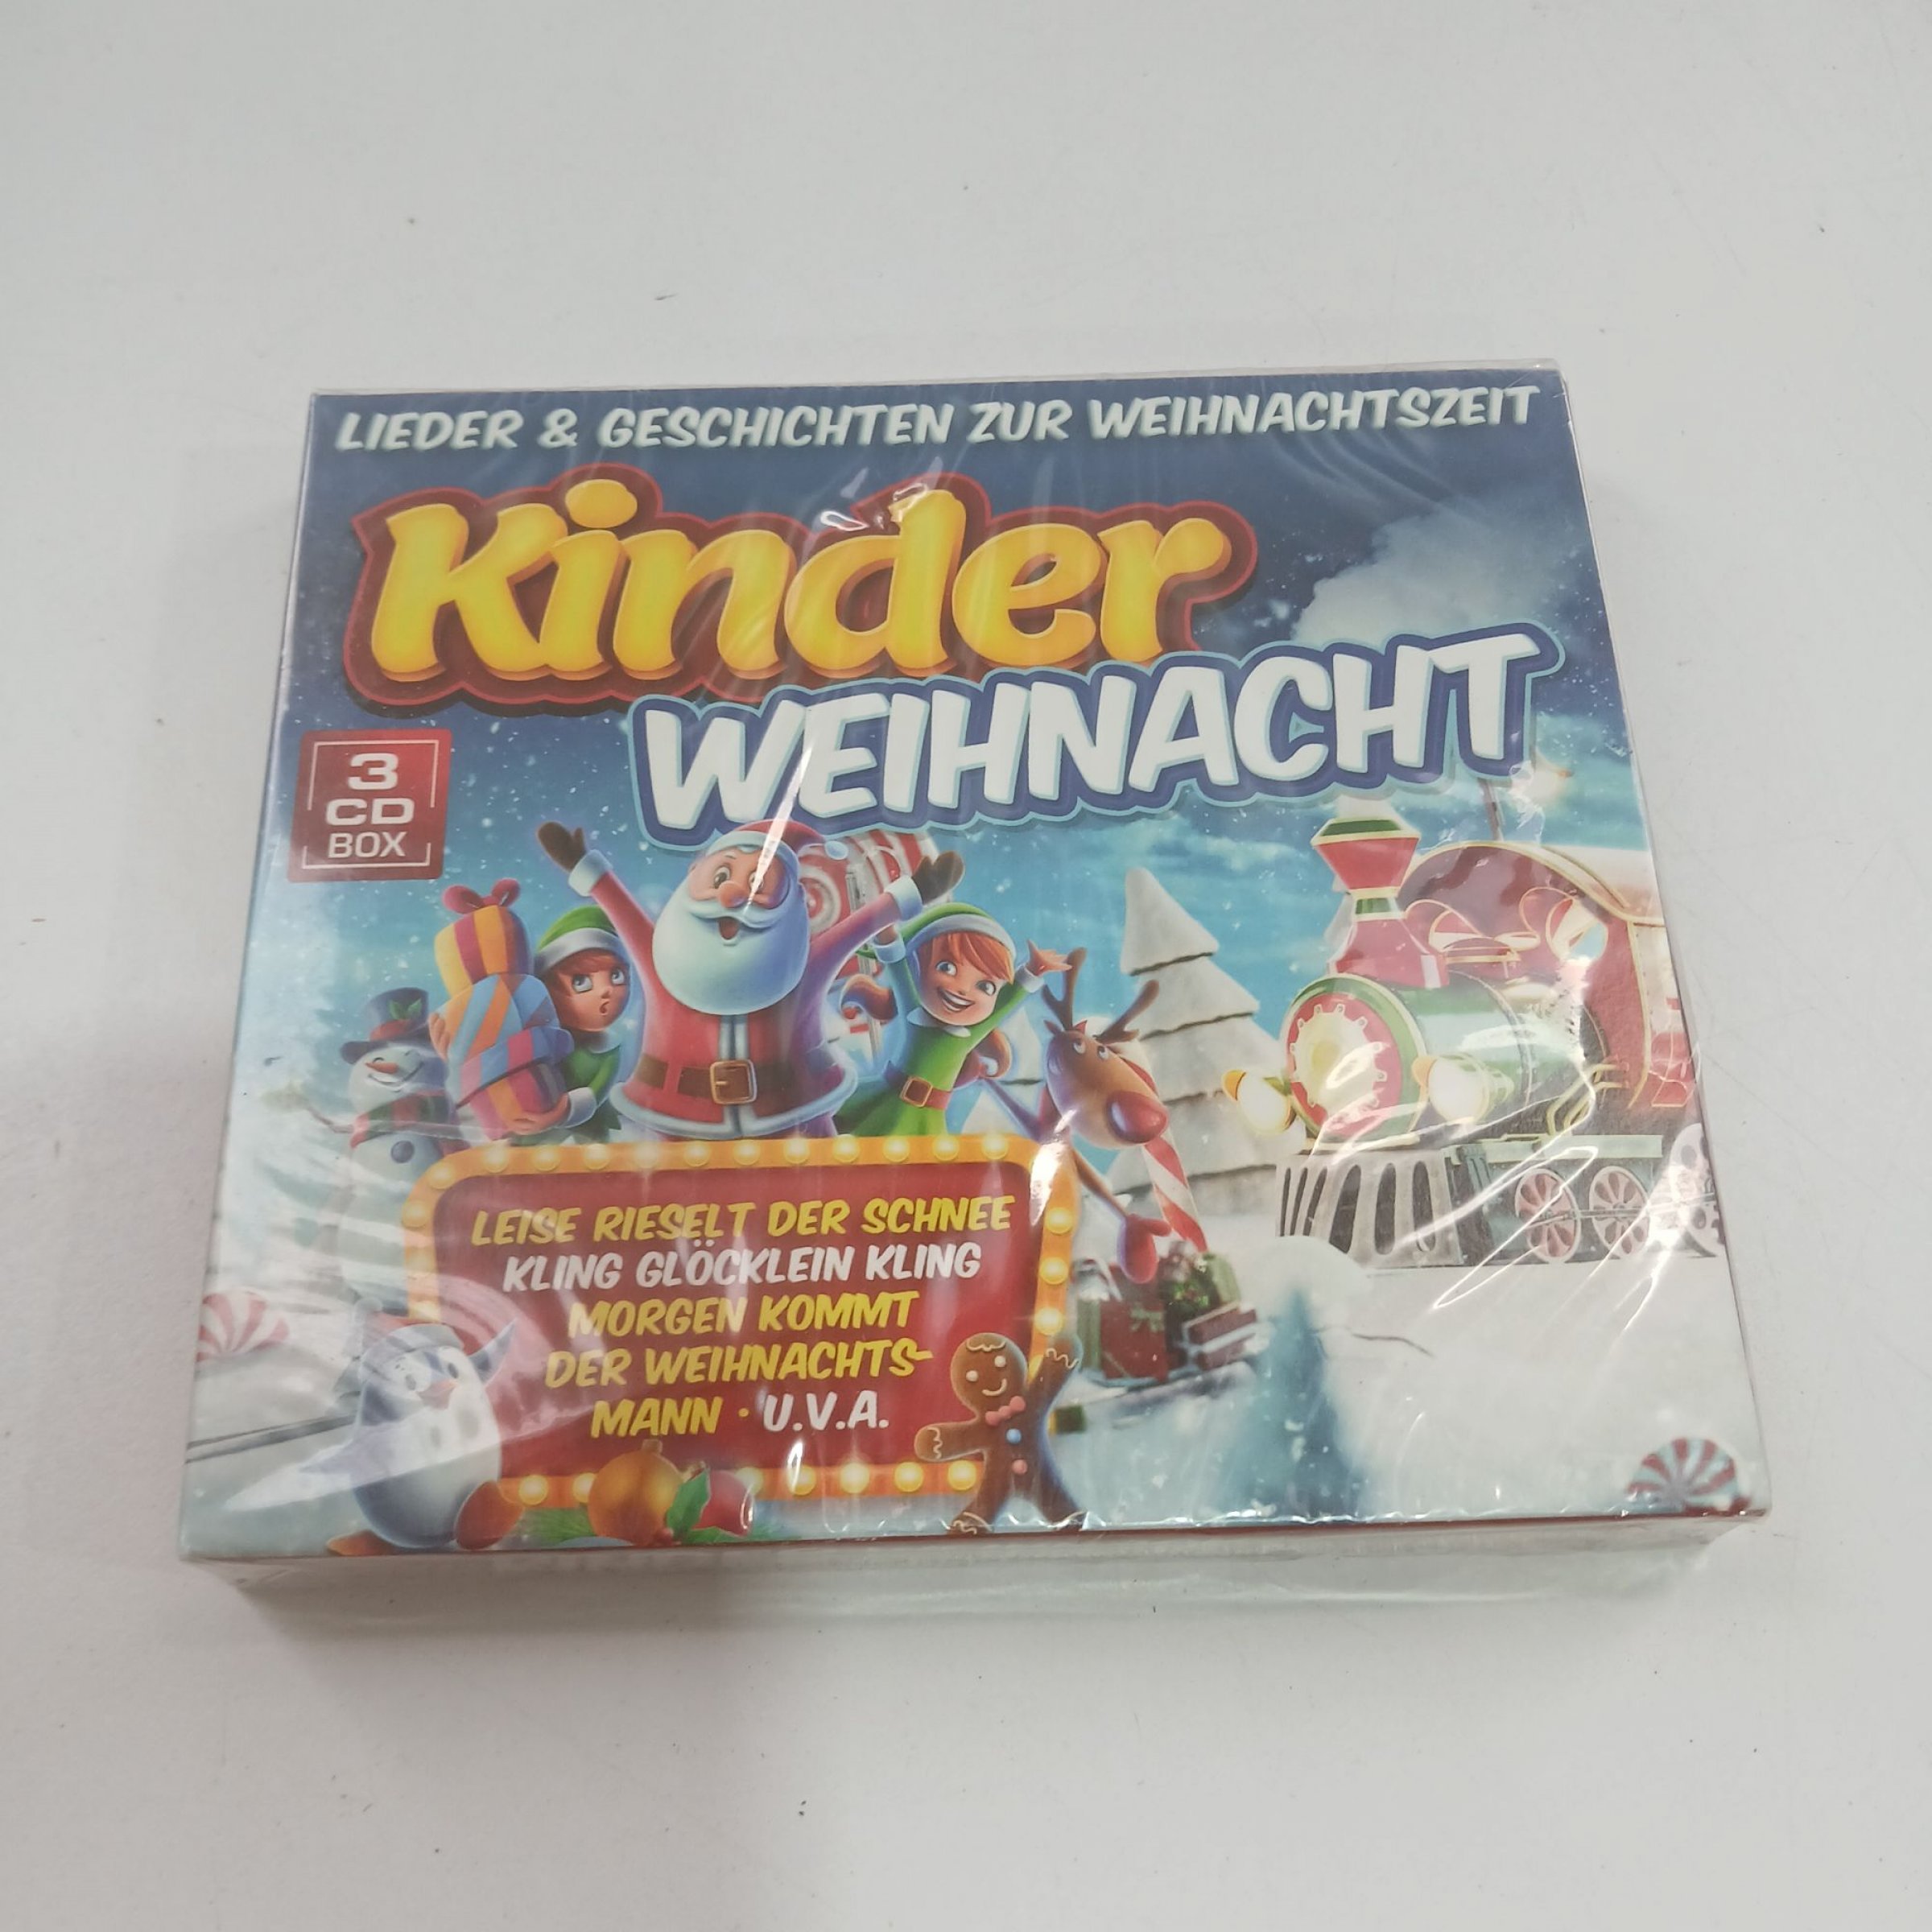 LIEDER & GESCHICHTEN ZUR WEIHNACHTSZEIT
Kinder
WEIHNACHT
3
CD
BOX
LEISE RIESELT DER SCHNEE
KLING GLÖCKLEIN KLING
MORGEN KOMMT
DER WEIHNACHTS-
MANN · U.V.A.